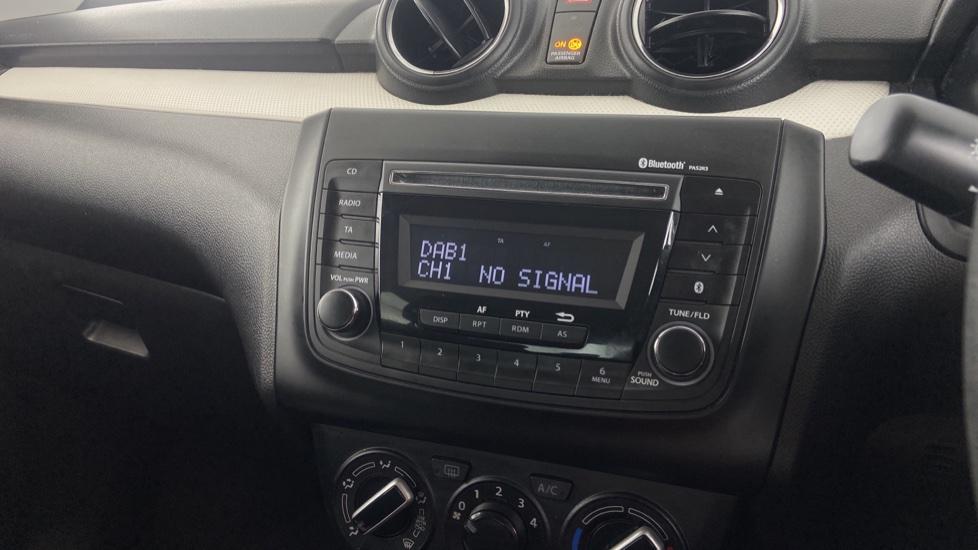 ON
PASSENGER
AIRBAG
Bluetooth PA52R3
CD
RADIO
TA
MEDIA
VOL PUSH PWR
TA AF
DAB1
CH1 NO SIGNAL
AF PTY
DISP RPT RDM AS
1 2 3 4 5 6
MENU
TUNE/FLD
PUSH
SOUND
A/C
0 1 2 3 4